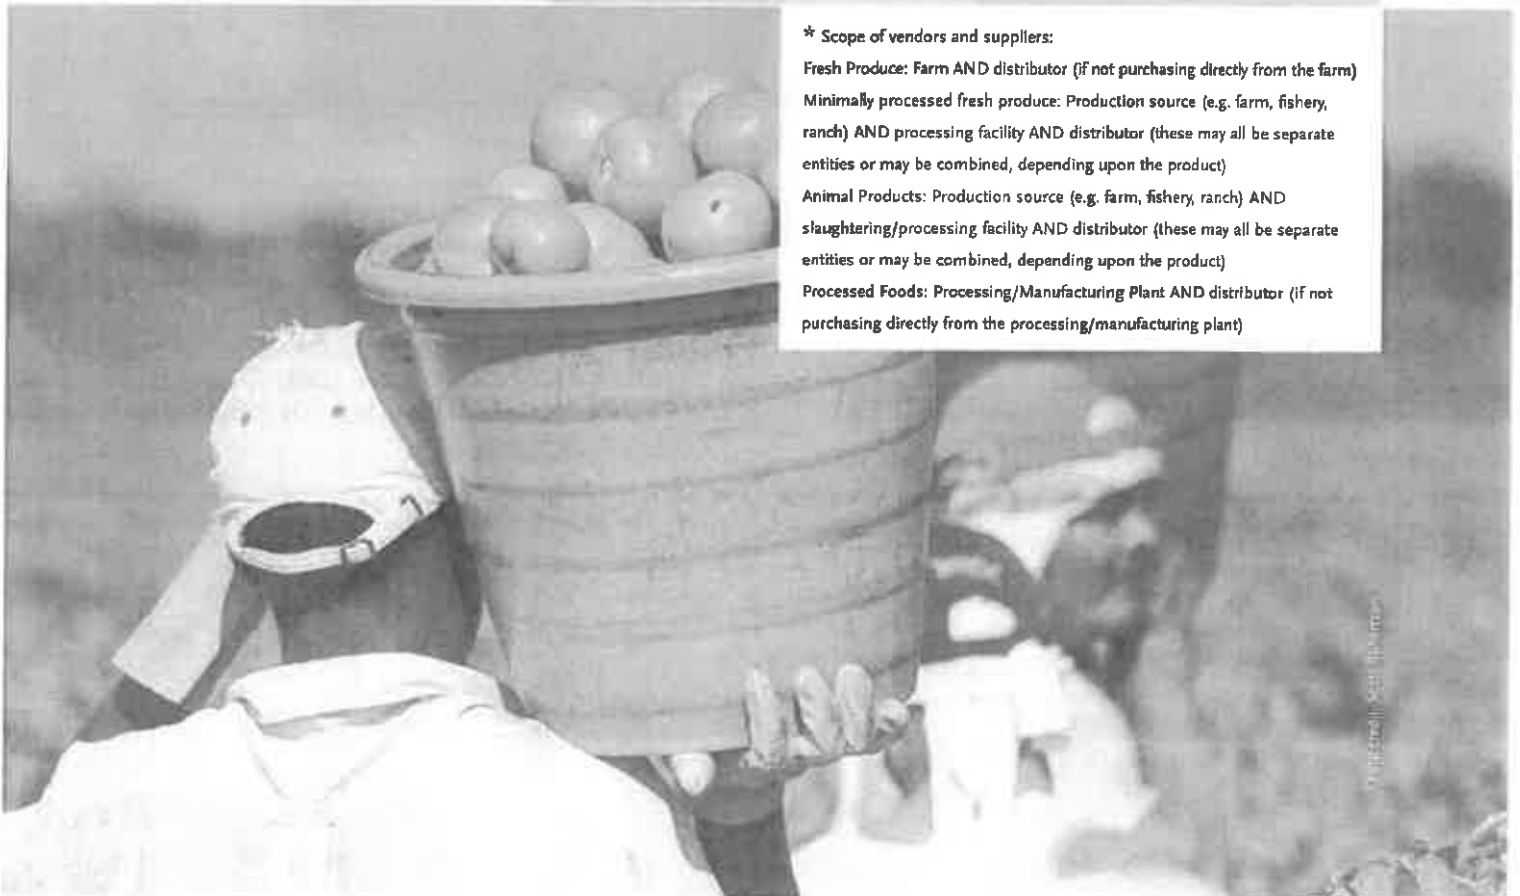 * Scope of vendors and suppliers:
Fresh Produce: Farm AND distributor (if not purchasing directly from the farm)
Minimally processed fresh produce: Production source (e.g. farm, fishery,
ranch) AND processing facility AND distributor (these may all be separate
entities or may be combined, depending upon the product)
Animal Products: Production source (e.g. farm, fishery, ranch) AND
slaughtering/processing facility AND distributor (these may all be separate
entities or may be combined, depending upon the product)
Processed Foods: Processing/Manufacturing Plant AND distributor (if not
purchasing directly from the processing/manufacturing plant)